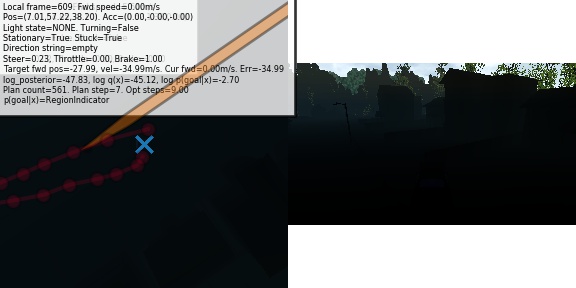 Local frame=609. Fwd speed=0.00m/s
Pos=(7.01,57.22,38.20). Acc=(0.00,-0.00,-0.00)
Light state=NONE. Turning=False
Stationary=True. Stuck=True
Direction string=empty
Steer=0.23, Throttle=0.00, Brake=1.00
Target fwd pos=-27.99, vel=-34.99m/s. Cur fwd=0.00m/s. Err=-34.99
log_posterior=-47.83, log q(x)=-45.12, log p(goal|x)=-2.70
Plan count=561. Plan step=7. Opt steps=9.00
p(goal|x)=RegionIndicator